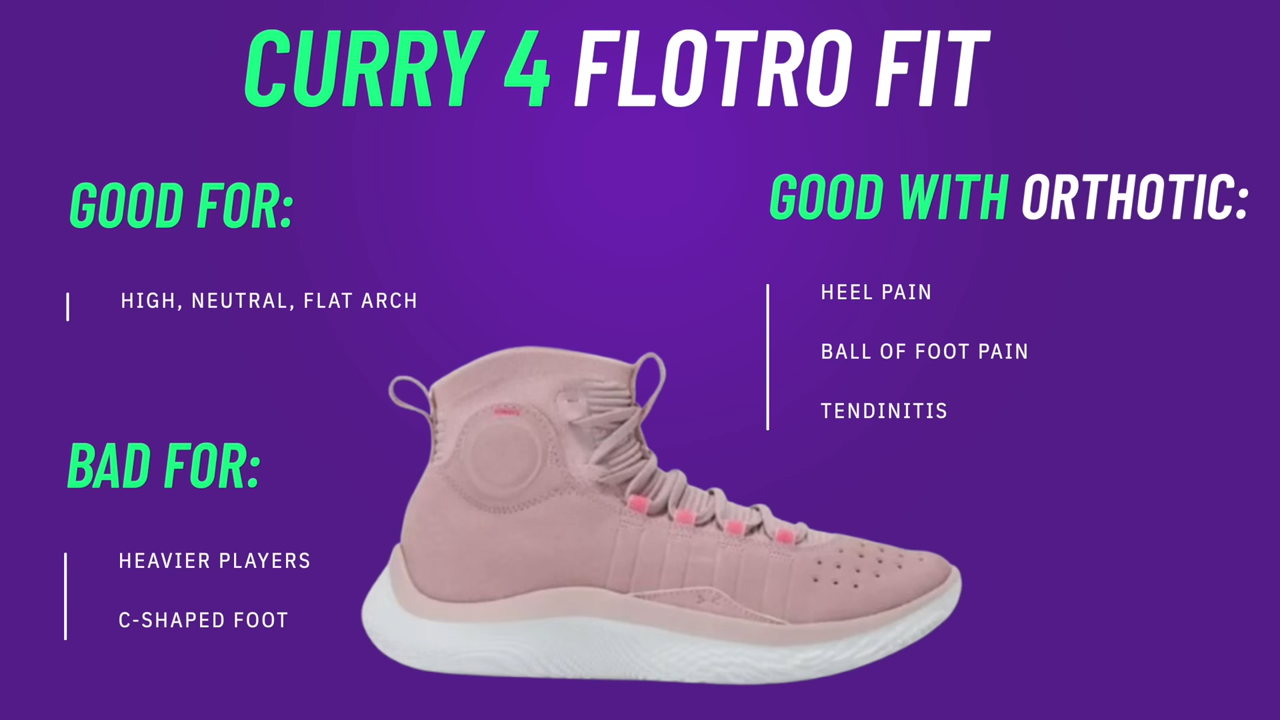 CURRY 4 FLOTRO FIT
GOOD FOR:
HIGH, NEUTRAL, FLAT ARCH
BAD FOR:
HEAVIER PLAYERS
C-SHAPED FOOT
GOOD WITH ORTHOTIC:
HEEL PAIN
BALL OF FOOT PAIN
TENDINITIS